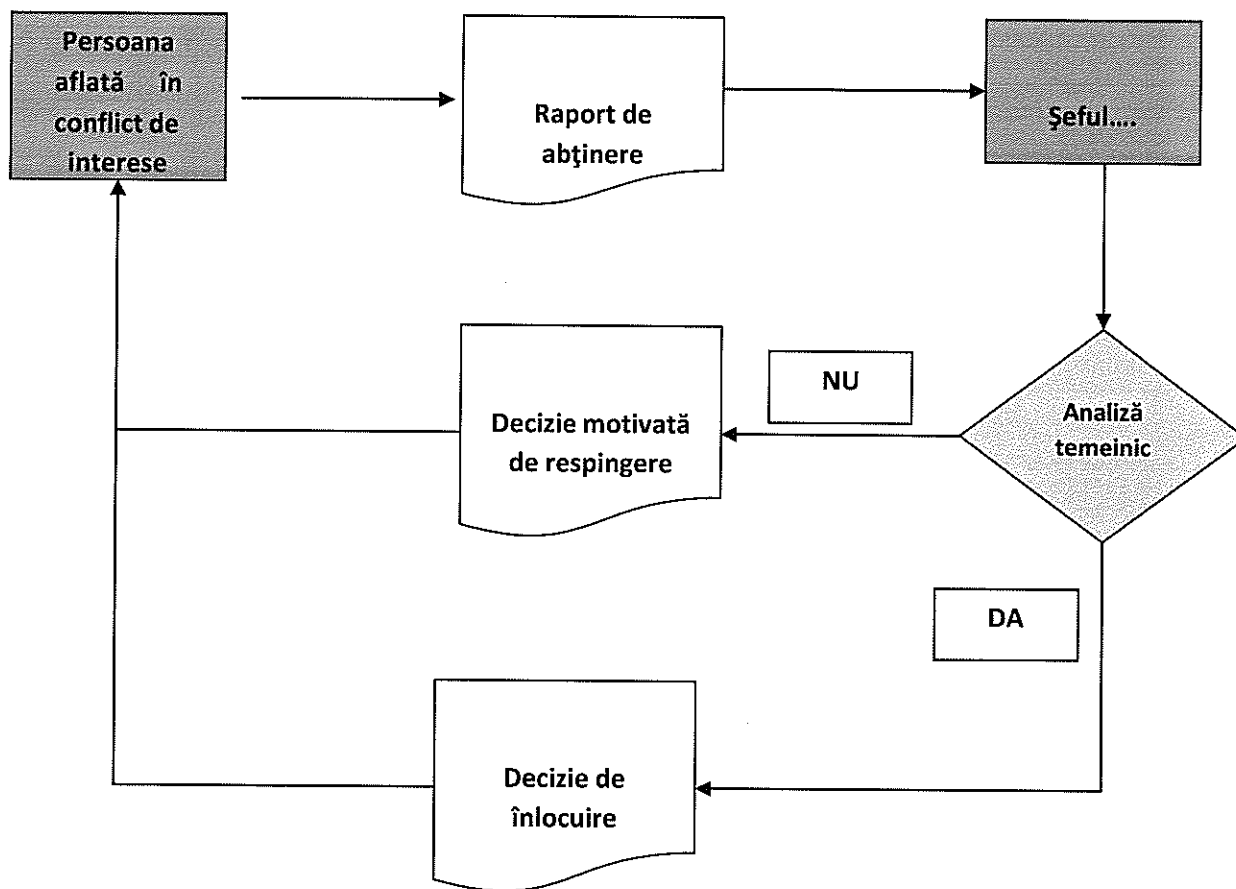 Persoana
aflată în
conflict de
interese
Raport de
abţinere
Şeful....
NU
Analiză
temeinic
Decizie motivată
de respingere
DA
Decizie de
înlocuire